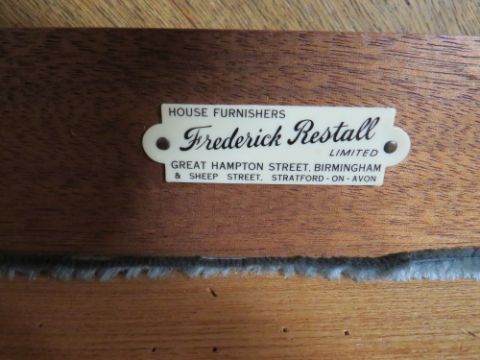 HOUSE FURNISHERS
Frederick Restall
LIMITED
GREAT HAMPTON STREET, BIRMINGHAM
& SHEEP STREET, STRATFORD-ON-AVON